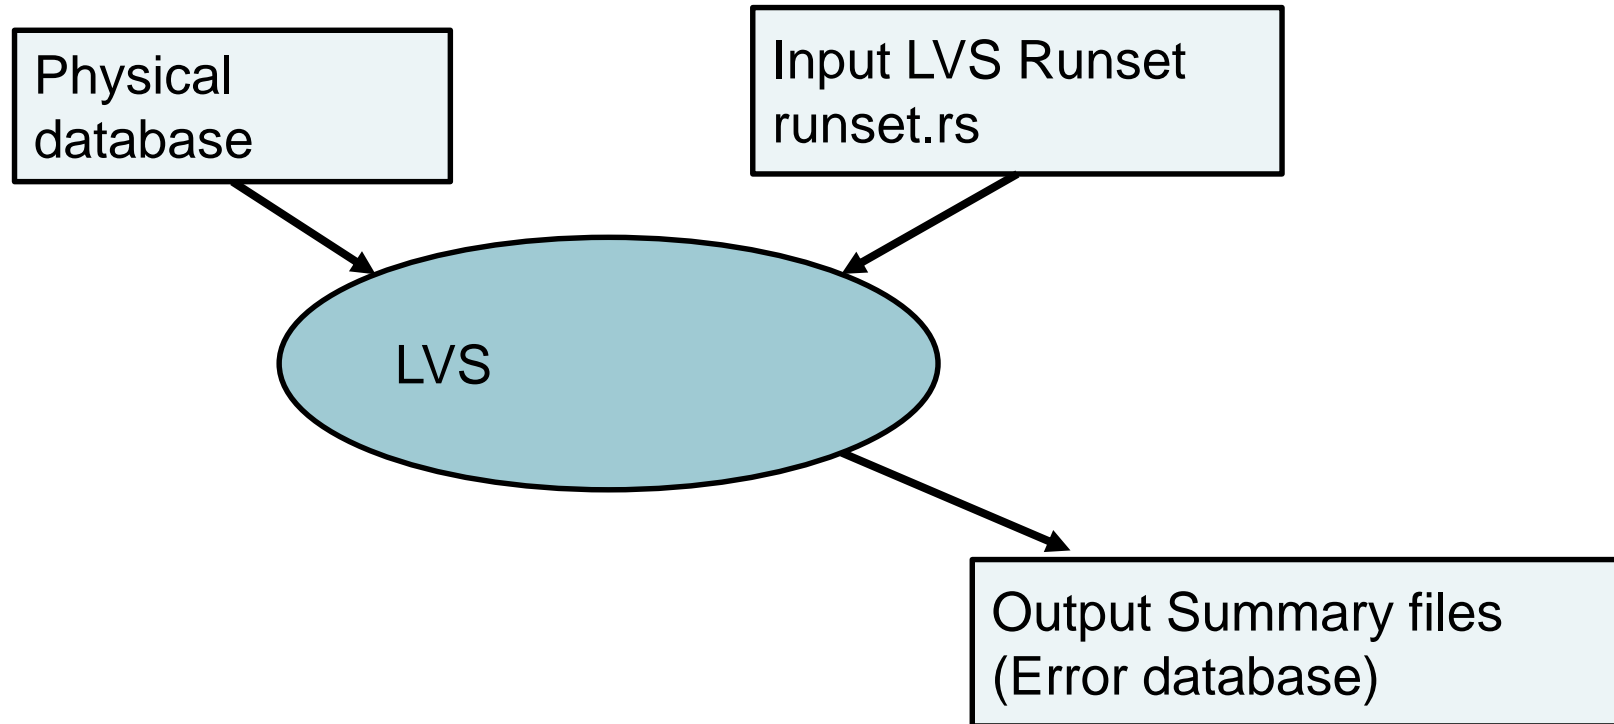 Physical
database
Input LVS Runset
runset.rs
LVS
Output Summary files
(Error database)